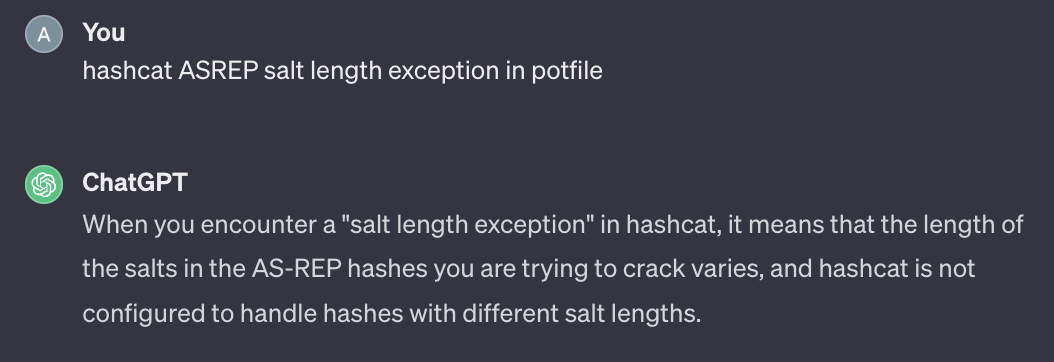 A
You
hashcat ASREP salt length exception in potfile
ChatGPT
When you encounter a "salt length exception" in hashcat, it means that the length of
the salts in the AS-REP hashes you are trying to crack varies, and hashcat is not
configured to handle hashes with different salt lengths.